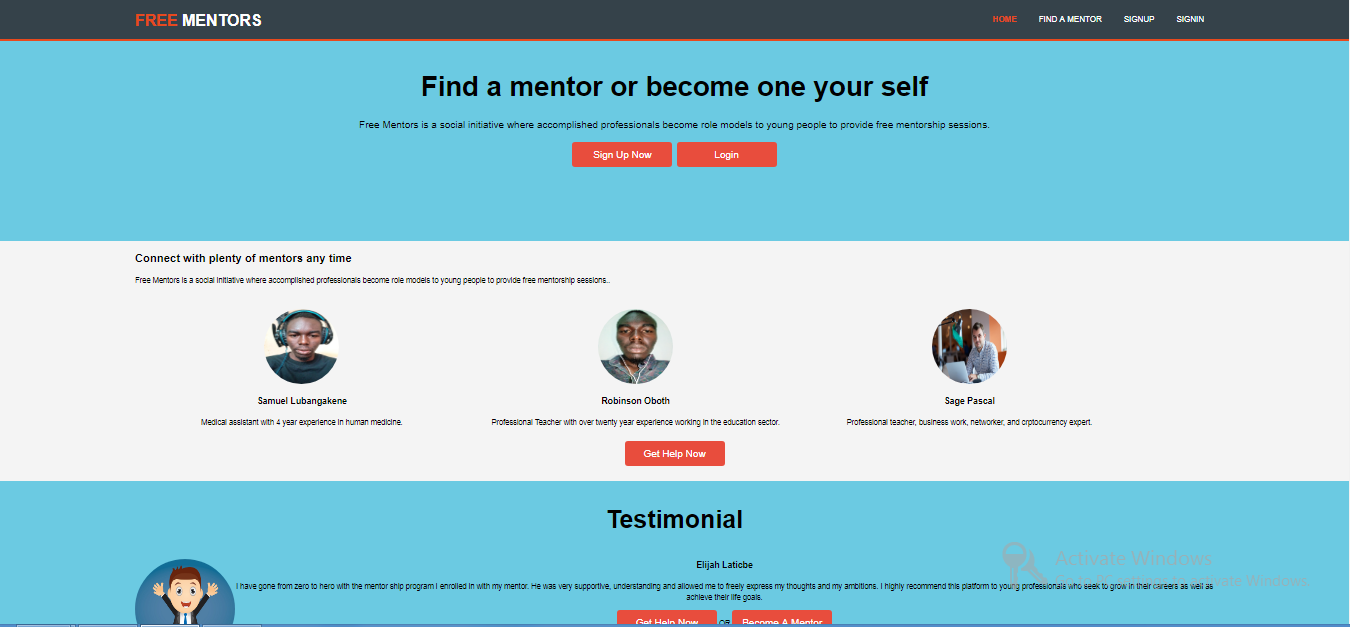 FREE MENTORS
HOME FIND A MENTOR SIGNUP SIGNIN
Find a mentor or become one your self
Free Mentors is a social initiative where accomplished professionals become role models to young people to provide free mentorship sessions.
Sign Up Now Login
Connect with plenty of mentors any time
Free Mentors is a social initiative where accomplished professionals become role models to young people to provide free mentorship sessions..
Samuel Lubangakene Robinson Oboth Sage Pascal
Medical assistant with 4 year experience in human medicine. Professional Teacher with over twenty year experience working in the education sector. Professional teacher, business work, networker, and crptocurrency expert.
Get Help Now
Testimonial
Elijah Laticbe
I have gone from zero to hero with the mentor ship program I enrolled in with my mentor. He was very supportive, understanding and allowed me to freely express my thoughts and my ambitions. I highly recommend this platform to young professionals who seek to grow in their careers as well as
achieve their life goals.
Activate Windows
Go to PC settings to activate Windows.
Get Help Now OR Become A Mentor